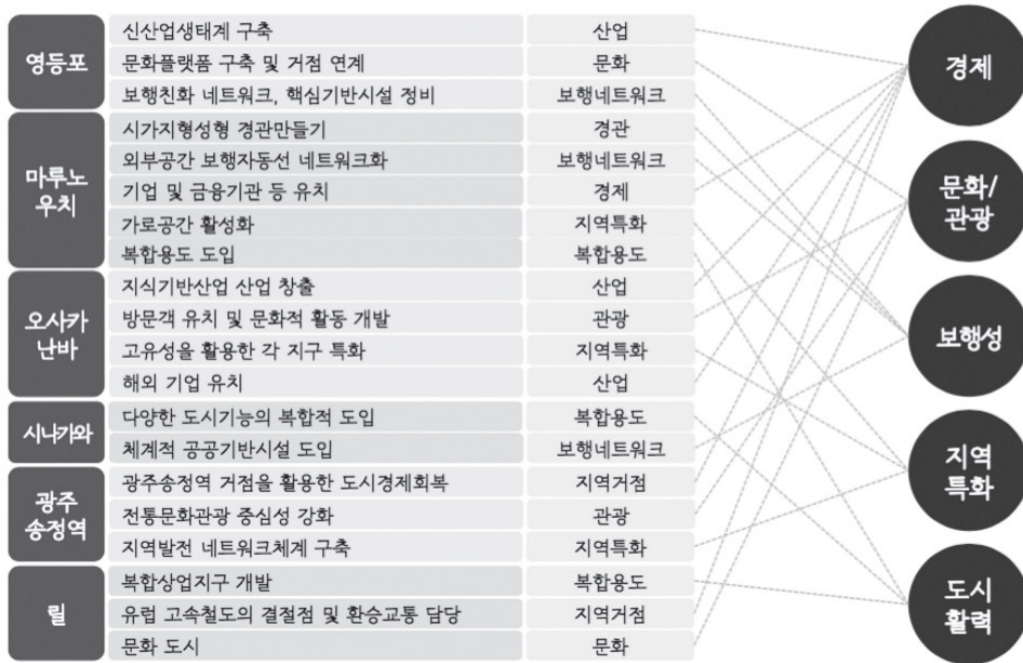 영등포
신산업생태계 구축 산업
문화플랫폼 구축 및 거점 연계 문화
보행친화 네트워크, 핵심기반시설 정비 보행네트워크
마루노
우치
시가지형성형 경관만들기 경관
외부공간 보행자동선 네트워크화 보행네트워크
기업 및 금융기관 등 유치 경제
가로공간 활성화 지역특화
복합용도 도입 복합용도
오사카
난바
지식기반산업 산업 창출 산업
방문객 유치 및 문화적 활동 개발 관광
고유성을 활용한 각 지구 특화 지역특화
해외 기업 유치 산업
시나가와
다양한 도시기능의 복합적 도입 복합용도
체계적 공공기반시설 도입 보행네트워크
광주
송정역
광주송정역 거점을 활용한 도시경제회복 지역거점
전통문화관광 중심성 강화 관광
지역발전 네트워크체계 구축 지역특화
릴
복합상업지구 개발 복합용도
유럽 고속철도의 결절점 및 환승교통 담당 지역거점
문화 도시 문화
경제
문화/
관광
보행성
지역
특화
도시
활력